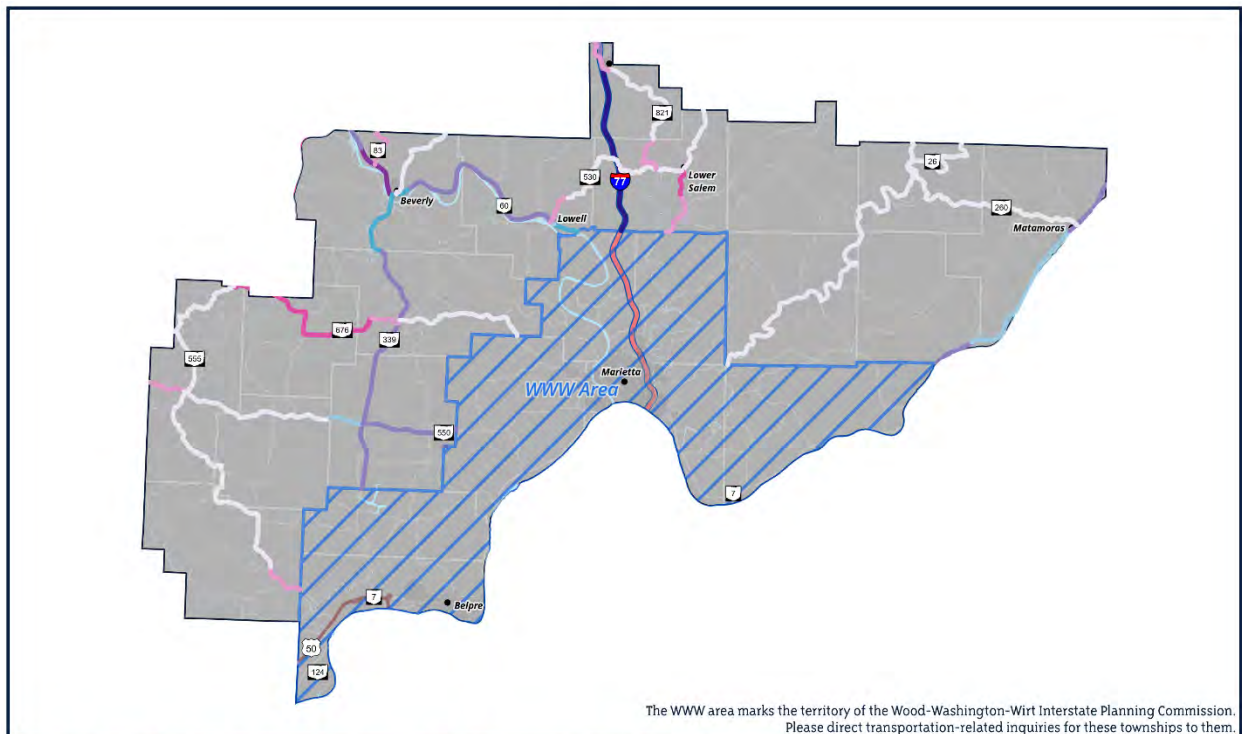 821
83
26
530
77
Lower
Salem
Beverly
60
260
Lowell
Matamoras
676
339
555
Marietta
WWW Area
550
7
7
Belpre
50
124
The WWW area marks the territory of the Wood-Washington-Wirt Interstate Planning Commission.
Please direct transportation-related inquiries for these townships to them.